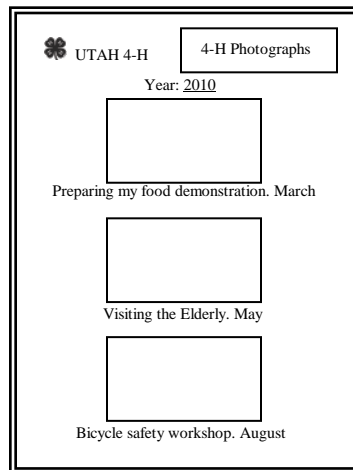 UTAH 4-H
4-H Photographs
Year: 2010
Preparing my food demonstration. March
Visiting the Elderly. May
Bicycle safety workshop. August